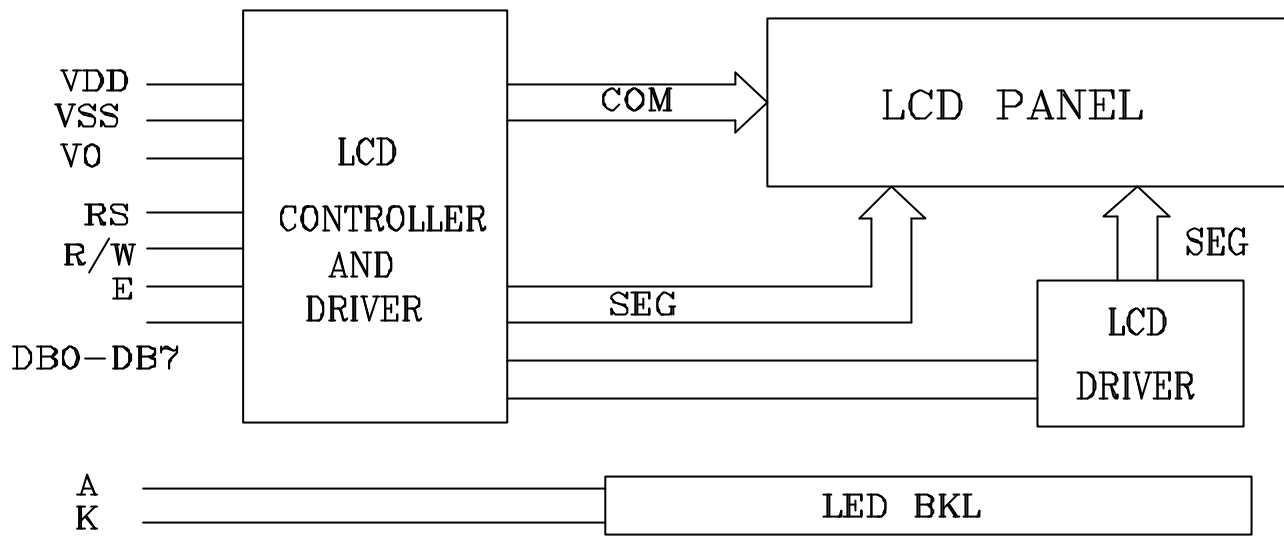 VDD
VSS
V0
RS
R/W
E
DB0-DB7
LCD
CONTROLLER
AND
DRIVER
COM
SEG
LCD PANEL
SEG
LCD
DRIVER
A
K
LED BKL